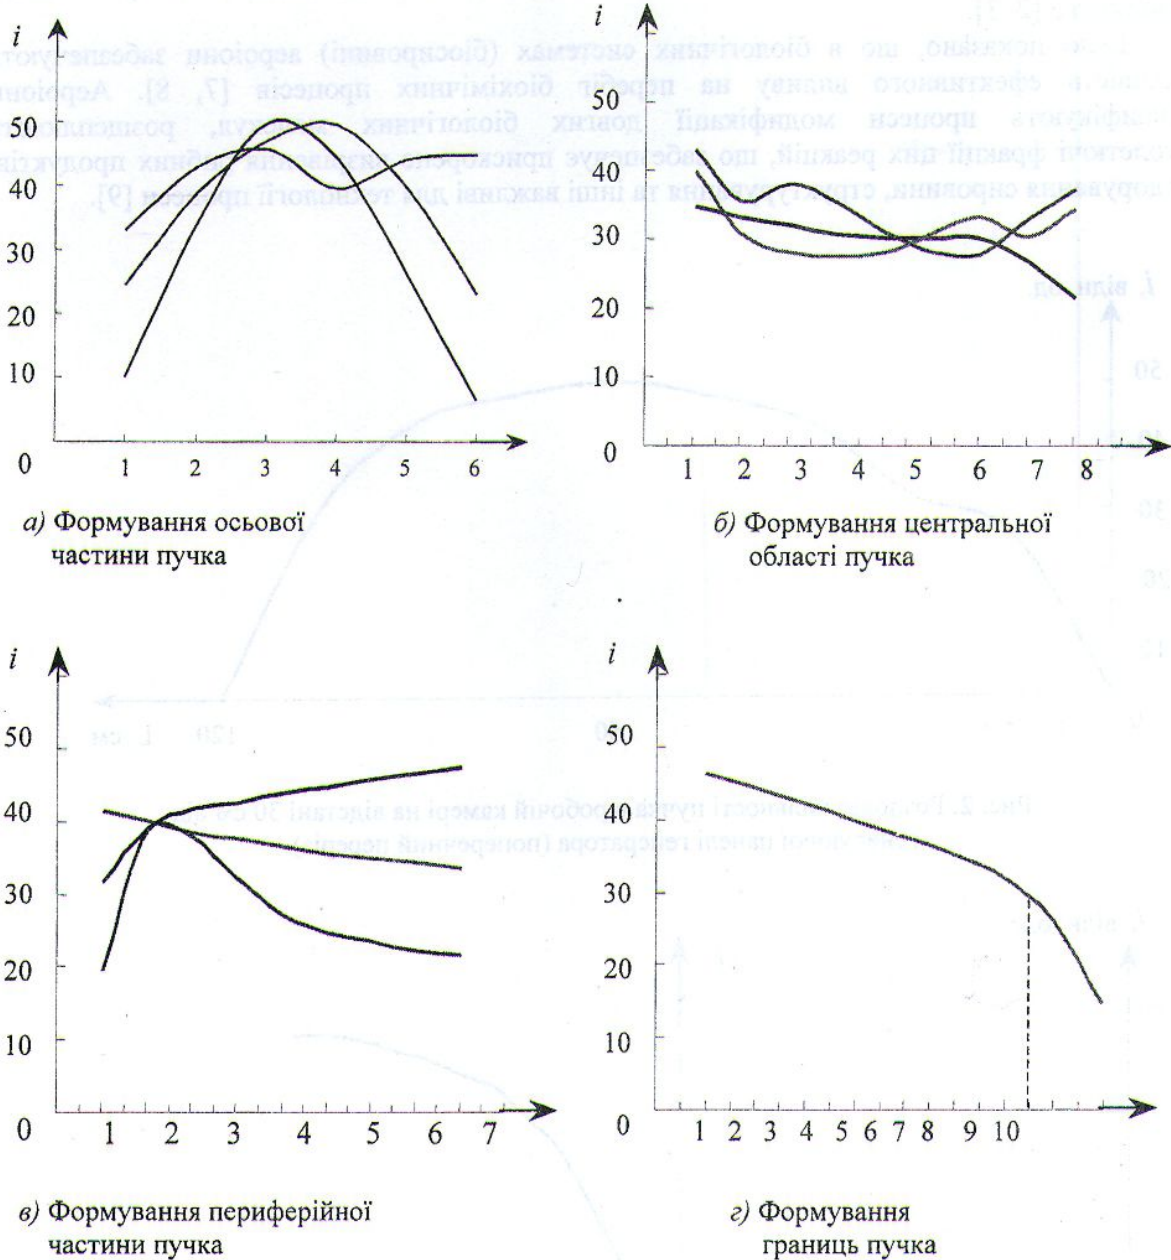 i
50
40
30
20
10
0
1 2 3 4 5 6
а) Формування осьової
частини пучка
i
50
40
30
20
10
0
1 2 3 4 5 6 7 8
б) Формування центральної
області пучка
i
50
40
30
20
10
0
1 2 3 4 5 6 7
в) Формування периферійної
частини пучка
i
50
40
30
20
10
0
1 2 3 4 5 6 7 8 9 10
г) Формування
границь пучка